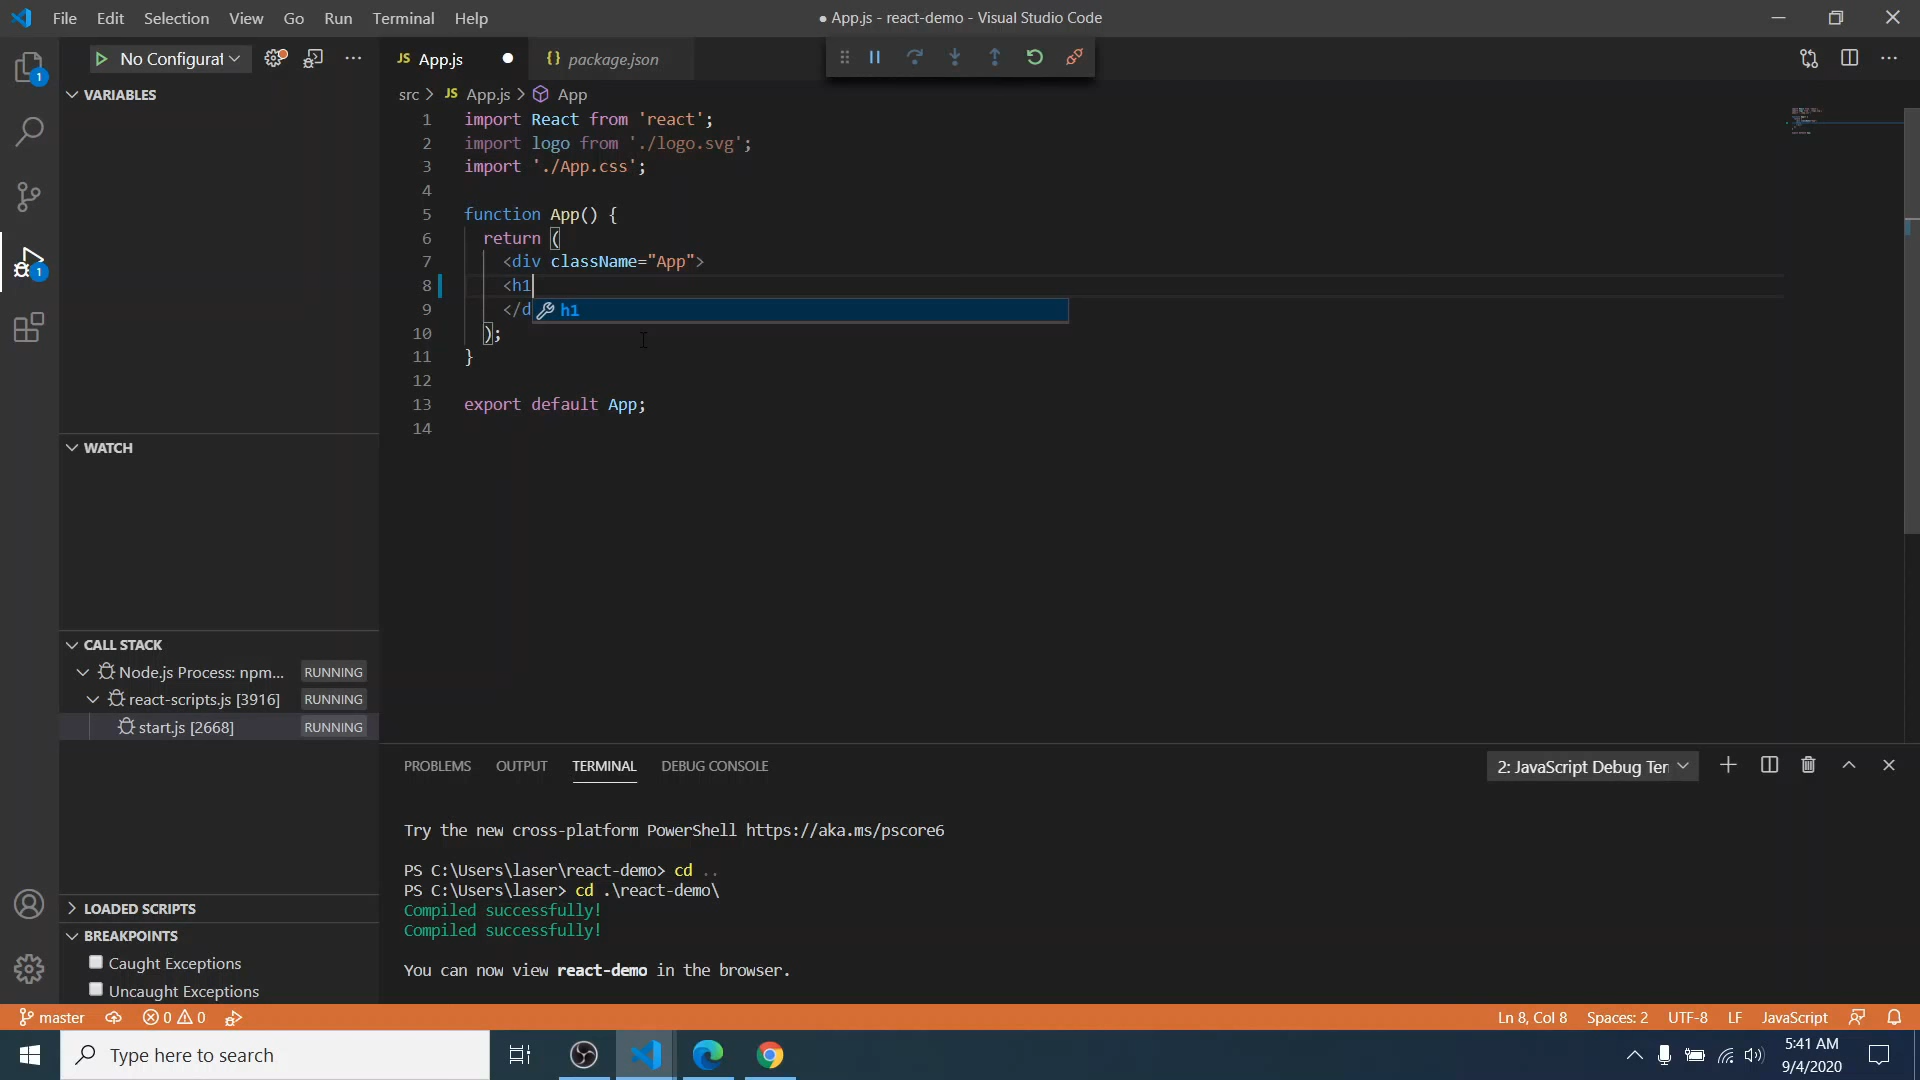 File Edit Selection View Go Run Terminal Help
● App.js - react-demo - Visual Studio Code
No Configurat
JS App.js
{} package.json
VARIABLES
src > JS App.js > App
1 import React from 'react';
2 import logo from './logo.svg';
3 import './App.css';
4
5 function App() {
6 return (
7 <div className="App">
8 <h1
h1
9 </d
10 );
11 }
12
13 export default App;
14
WATCH
CALL STACK
Node.js Process: npm... RUNNING
react-scripts.js [3916] RUNNING
start.js [2668] RUNNING
LOADED SCRIPTS
BREAKPOINTS
Caught Exceptions
Uncaught Exceptions
PROBLEMS OUTPUT TERMINAL DEBUG CONSOLE
2: JavaScript Debug Ter
Try the new cross-platform PowerShell https://aka.ms/pscore6
PS C:\Users\laser\react-demo> cd ..
PS C:\Users\laser> cd .\react-demo\
Compiled successfully!
Compiled successfully!
You can now view react-demo in the browser.
master 0 0
Ln 8, Col 8 Spaces: 2 UTF-8 LF JavaScript
Type here to search
5:41 AM
9/4/2020
1
1